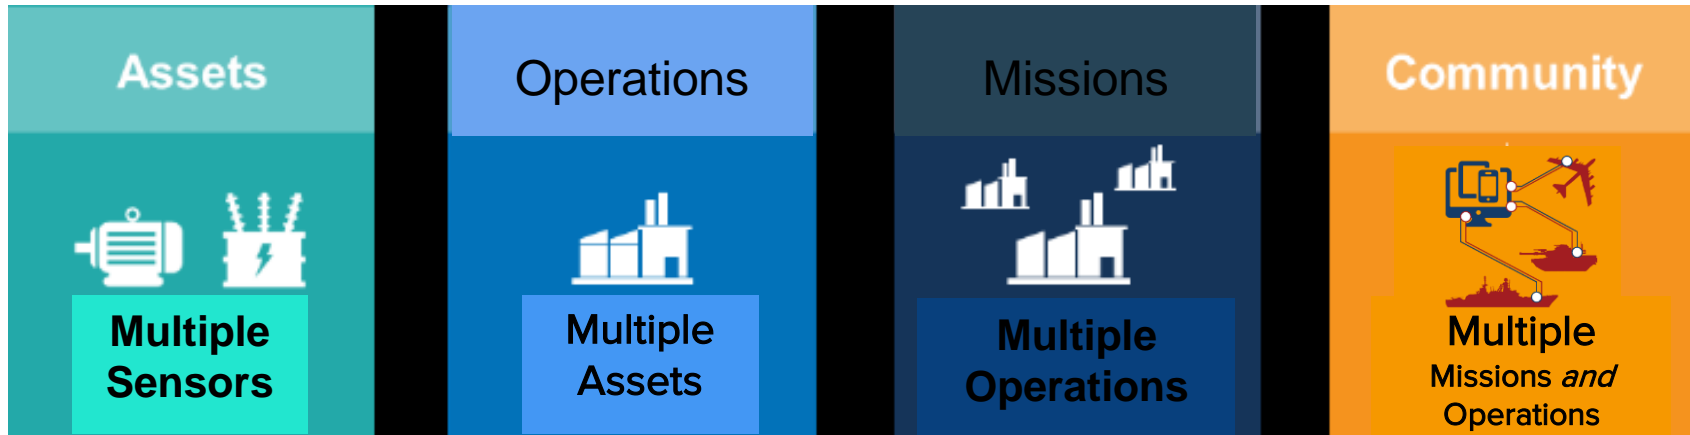 Assets
Multiple
Sensors
Operations
Multiple
Assets
Missions
Multiple
Operations
Community
Multiple
Missions and
Operations